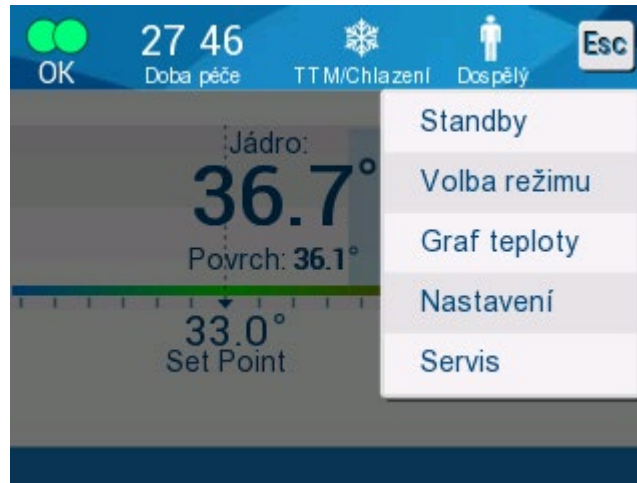 OK
27 46
Doba péče
TTM/Chlazení
Dospělý
Esc
Jádro:
36.7°
Povrch: 36.1°
33.0°
Set Point
Standby
Volba režimu
Graf teploty
Nastavení
Servis